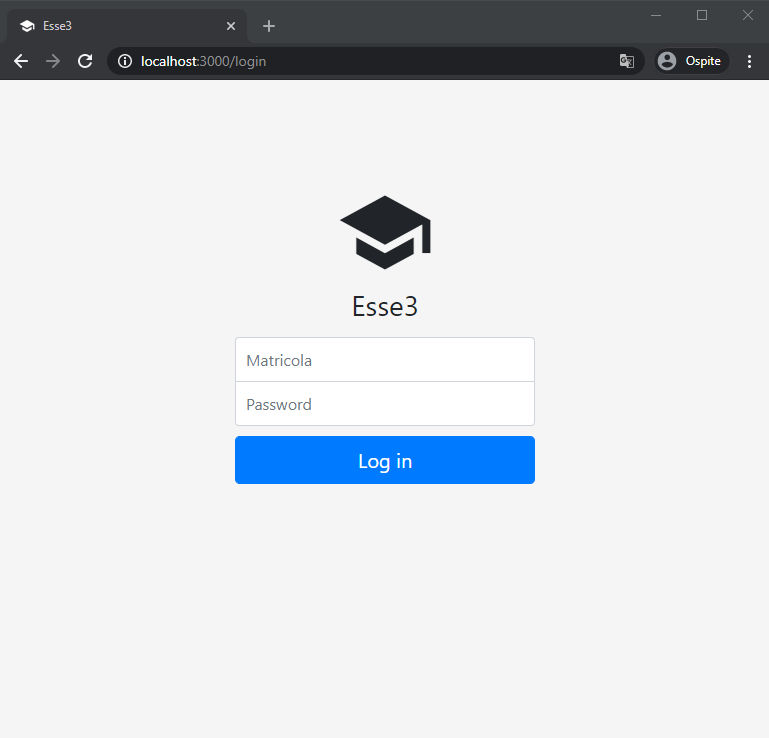 Esse3
localhost:3000/login
Ospite
Esse3
Matricola
Password
Log in